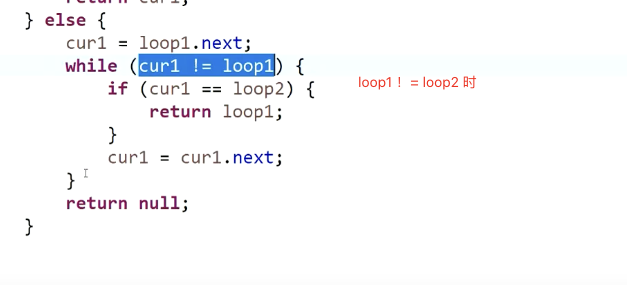 return cur1;
} else {
cur1 = loop1.next;
while (cur1 != loop1) {
if (cur1 == loop2) {
loop1！ = loop2 时
return loop1;
}
cur1 = cur1.next;
}
return null;
}